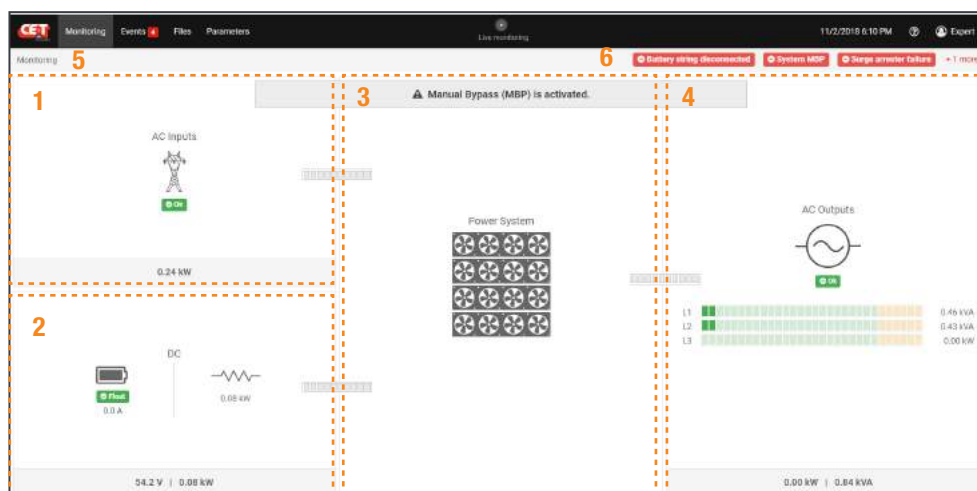 CE+T Monitoring Events 4 Files Parameters Live monitoring 11/2/2018 6:10 PM Expert
Monitoring 5 6 Battery string disconnected System MBP Surge arrester failure + 1 more
1 3 4
Manual Bypass (MBP) is activated.
AC Inputs
Ok
0.24 kW
Power System
AC Outputs
Ok
L1 0.46 kVA
L2 0.43 kVA
L3 0.00 kW
2
DC
Float
0.0 A
0.08 kW
54.2 V | 0.08 kW
0.00 kW | 0.84 kVA